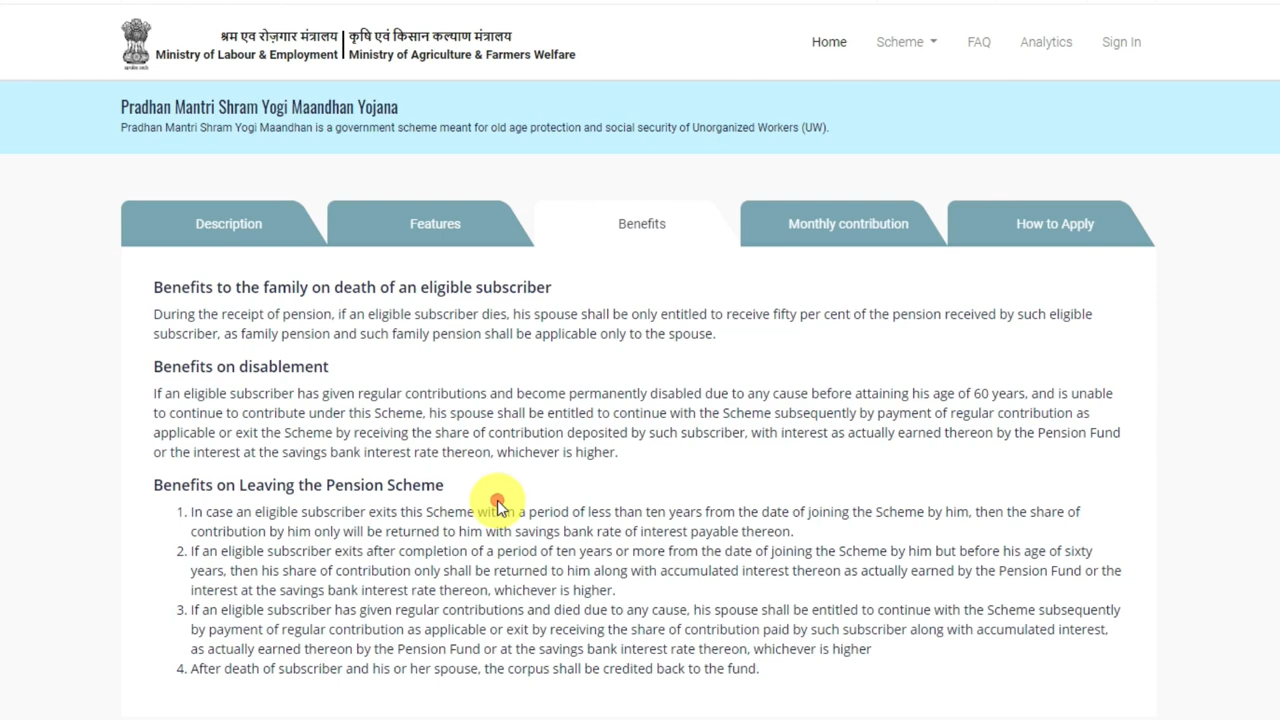 श्रम एव रोज़गार मंत्रालय | कृषि एवं किसान कल्याण मंत्रालय
Ministry of Labour & Employment | Ministry of Agriculture & Farmers Welfare
Home Scheme FAQ Analytics Sign In
Pradhan Mantri Shram Yogi Maandhan Yojana
Pradhan Mantri Shram Yogi Maandhan is a government scheme meant for old age protection and social security of Unorganized Workers (UW).
Description Features Benefits Monthly contribution How to Apply
Benefits to the family on death of an eligible subscriber
During the receipt of pension, if an eligible subscriber dies, his spouse shall be only entitled to receive fifty per cent of the pension received by such eligible
subscriber, as family pension and such family pension shall be applicable only to the spouse.
Benefits on disablement
If an eligible subscriber has given regular contributions and become permanently disabled due to any cause before attaining his age of 60 years, and is unable
to continue to contribute under this Scheme, his spouse shall be entitled to continue with the Scheme subsequently by payment of regular contribution as
applicable or exit the Scheme by receiving the share of contribution deposited by such subscriber, with interest as actually earned thereon by the Pension Fund
or the interest at the savings bank interest rate thereon, whichever is higher.
Benefits on Leaving the Pension Scheme
1. In case an eligible subscriber exits this Scheme within a period of less than ten years from the date of joining the Scheme by him, then the share of
contribution by him only will be returned to him with savings bank rate of interest payable thereon.
2. If an eligible subscriber exits after completion of a period of ten years or more from the date of joining the Scheme by him but before his age of sixty
years, then his share of contribution only shall be returned to him along with accumulated interest thereon as actually earned by the Pension Fund or the
interest at the savings bank interest rate thereon, whichever is higher.
3. If an eligible subscriber has given regular contributions and died due to any cause, his spouse shall be entitled to continue with the Scheme subsequently
by payment of regular contribution as applicable or exit by receiving the share of contribution paid by such subscriber along with accumulated interest,
as actually earned thereon by the Pension Fund or at the savings bank interest rate thereon, whichever is higher
4. After death of subscriber and his or her spouse, the corpus shall be credited back to the fund.